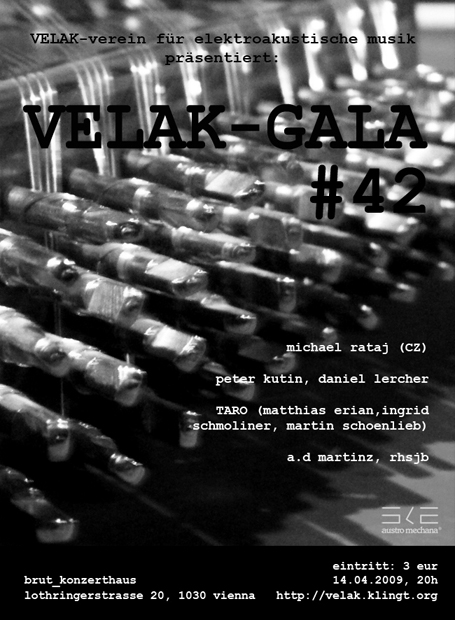 VELAK-verein für elektroakustische musik
präsentiert:
VELAK-GALA
#42
michael rataj (CZ)
peter kutin, daniel lercher
TARO (matthias erian,ingrid
schmoliner, martin schoenlieb)
a.d martinz, rhsjb
SKE
austro mechana®
eintritt: 3 eur
brut_konzerthaus 14.04.2009, 20h
lothringerstrasse 20, 1030 vienna http://velak.klingt.org